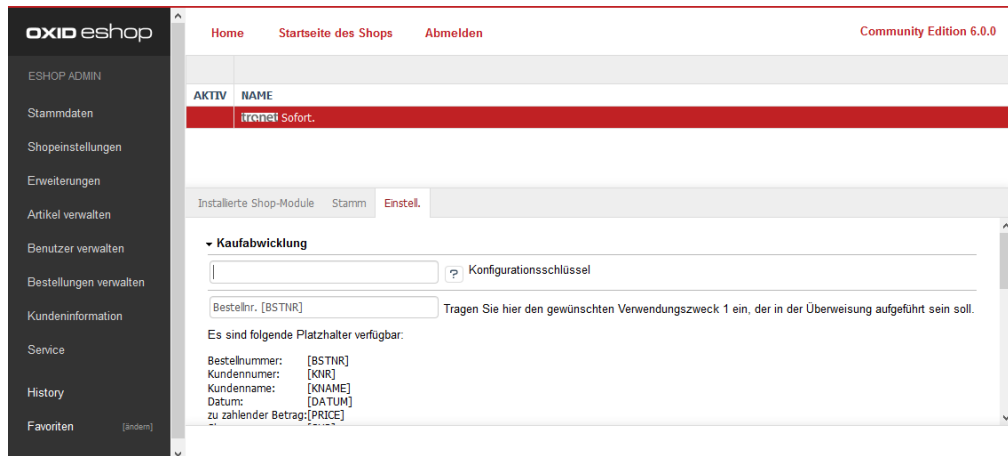 OXID eshop
Home Startseite des Shops Abmelden Community Edition 6.0.0
ESHOP ADMIN
Stammdaten
Shopeinstellungen
Erweiterungen
Artikel verwalten
Benutzer verwalten
Bestellungen verwalten
Kundeninformation
Service
History
Favoriten [ändern]
AKTIV NAME
tronet Sofort.
Installierte Shop-Module Stamm Einstell.
Kaufabwicklung
? Konfigurationsschlüssel
Bestellnr. [BSTNR] Tragen Sie hier den gewünschten Verwendungszweck 1 ein, der in der Überweisung aufgeführt sein soll.
Es sind folgende Platzhalter verfügbar:
Bestellnummer: [BSTNR]
Kundennumer: [KNR]
Kundenname: [KNAME]
Datum: [DATUM]
zu zahlender Betrag:[PRICE]